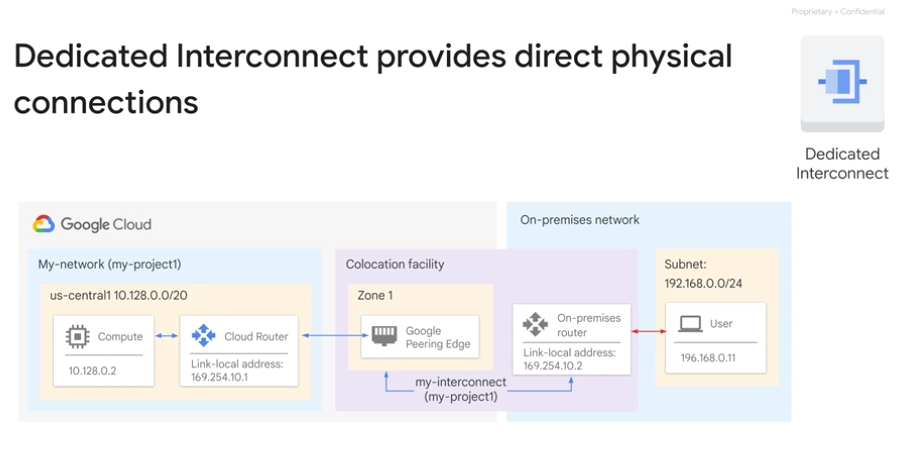 Proprietary + Confidential
Dedicated Interconnect provides direct physical
connections
Dedicated
Interconnect
Google Cloud
On-premises network
My-network (my-project1)
us-central1 10.128.0.0/20
Compute
10.128.0.2
Cloud Router
Link-local address:
169.254.10.1
Colocation facility
Zone 1
Google
Peering Edge
On-premises
router
Link-local address:
169.254.10.2
my-interconnect
(my-project1)
Subnet:
192.168.0.0/24
User
196.168.0.11